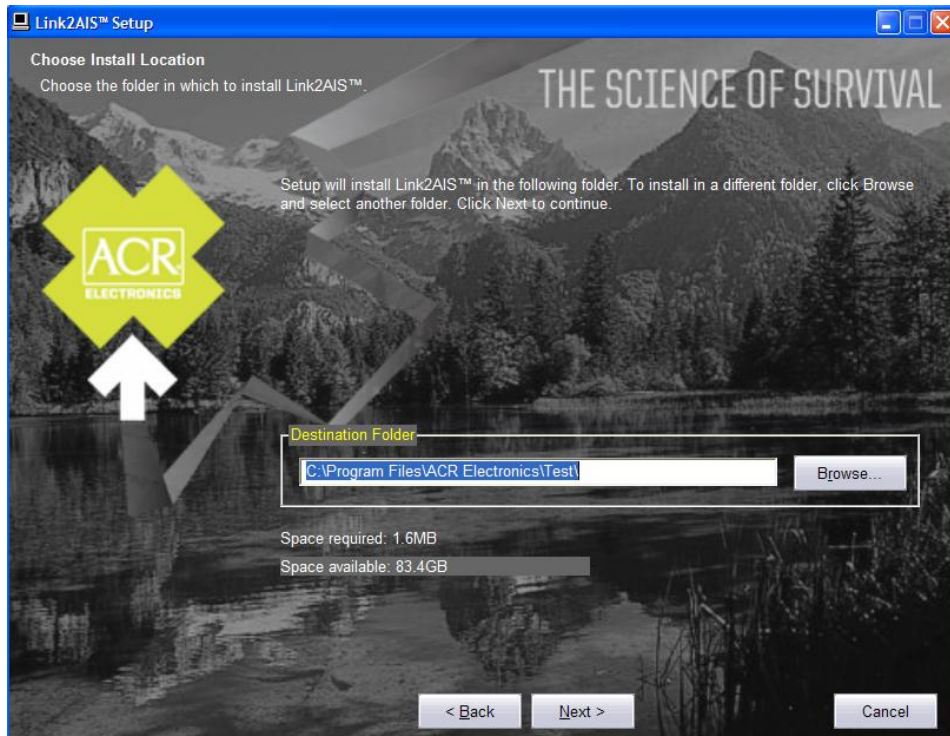 Link2AIS™ Setup
Choose Install Location
Choose the folder in which to install Link2AIS™.
THE SCIENCE OF SURVIVAL
Setup will install Link2AIS™ in the following folder. To install in a different folder, click Browse
and select another folder. Click Next to continue.
ACR
ELECTRONICS
Destination Folder
C:\Program Files\ACR Electronics\Test\
Browse...
Space required: 1.6MB
Space available: 83.4GB
< Back
Next >
Cancel